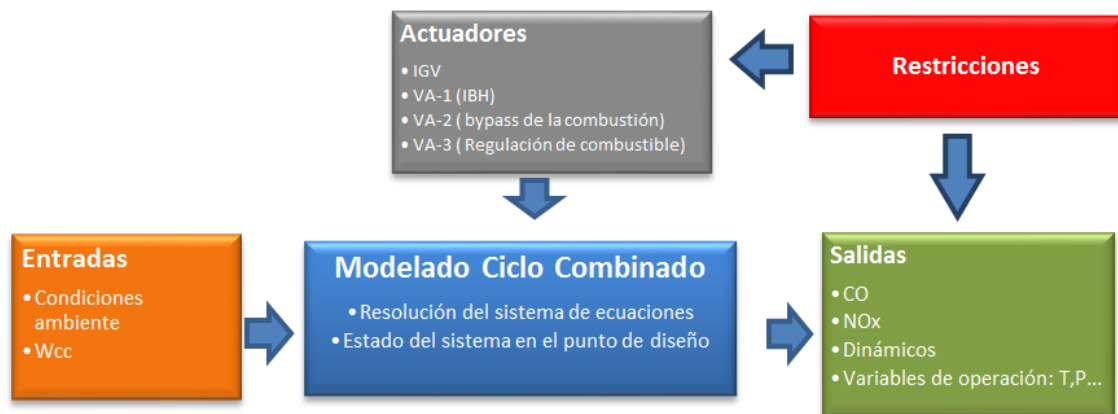 Actuadores
• IGV
• VA-1 (IBH)
• VA-2 ( bypass de la combustión)
• VA-3 ( Regulación de combustible)
Restricciones
Entradas
• Condiciones
ambiente
• Wcc
Modelado Ciclo Combinado
• Resolución del sistema de ecuaciones
• Estado del sistema en el punto de diseño
Salidas
• CO
• NOx
• Dinámicos
• Variables de operación: T,P...